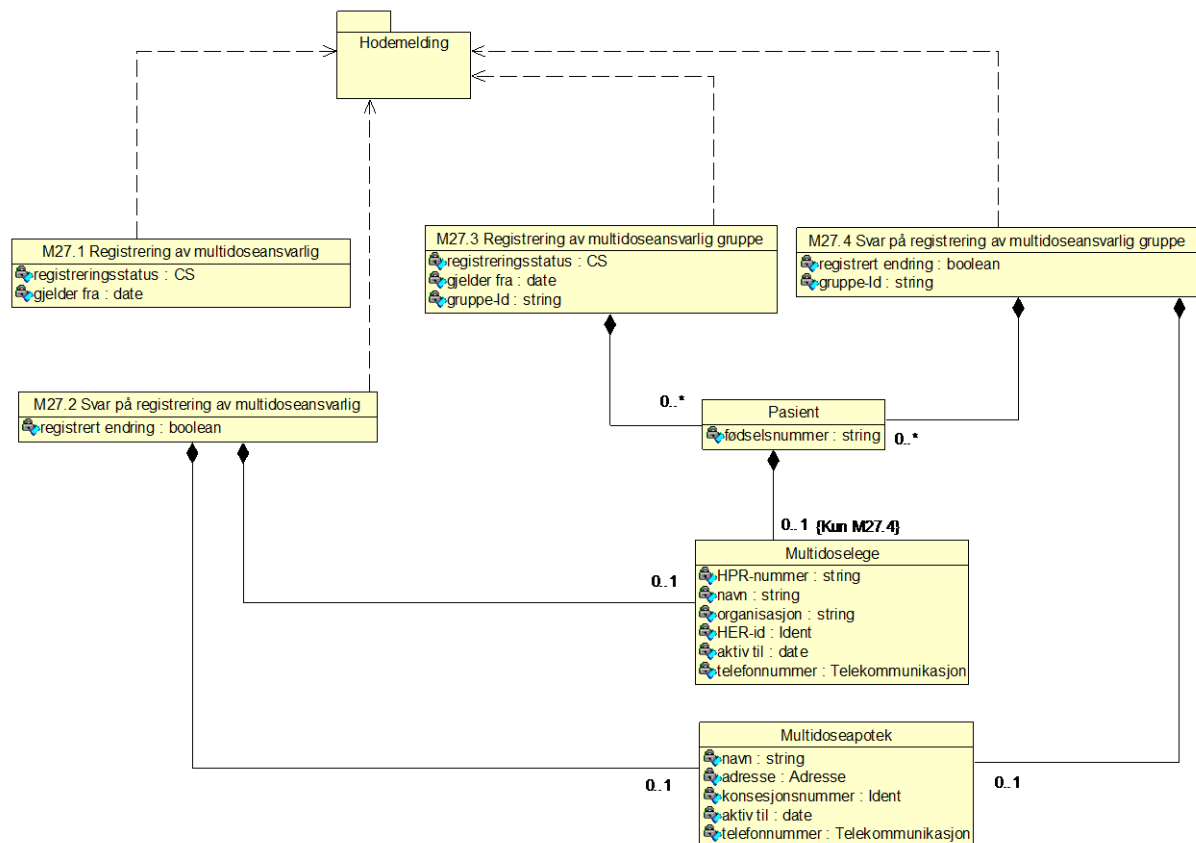 Hodemelding
M27.1 Registrering av multidoseansvarlig
registreringsstatus : CS
gjelder fra : date
M27.3 Registrering av multidoseansvarlig gruppe
registreringsstatus : CS
gjelder fra : date
gruppe-Id : string
M27.4 Svar på registrering av multidoseansvarlig gruppe
registrert endring : boolean
gruppe-Id : string
M27.2 Svar på registrering av multidoseansvarlig
registrert endring : boolean
0..*
Pasient
fødselsnummer : string
0..*
0..1 {Kun M27.4}
Multidoselege
HPR-nummer : string
navn : string
organisasjon : string
HER-id : Ident
aktiv til : date
telefonnummer : Telekommunikasjon
0..1
Multidoseapotek
navn : string
adresse : Adresse
konsesjonsnummer : Ident
aktiv til : date
telefonnummer : Telekommunikasjon
0..1
0..1